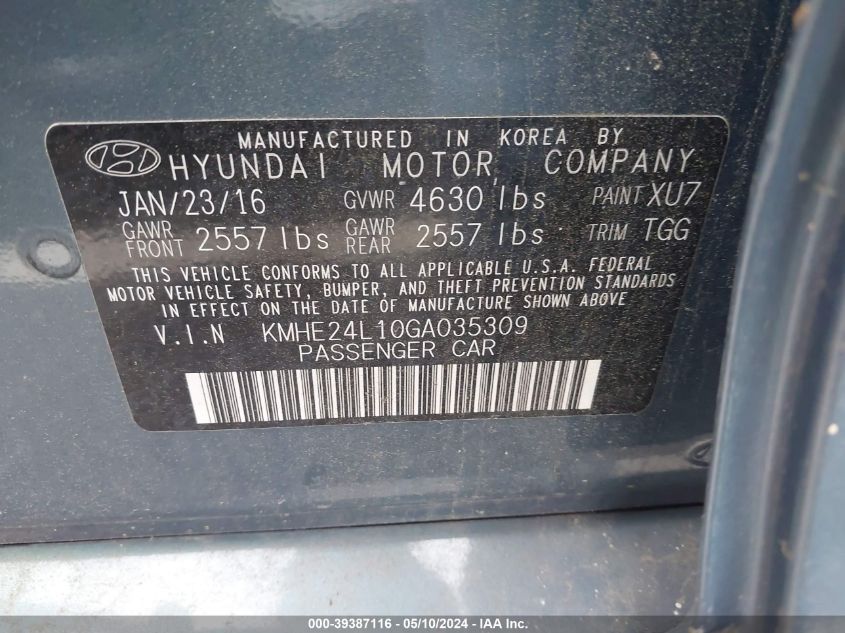 MANUFACTURED IN KOREA BY
HYUNDAI MOTOR COMPANY
JAN/23/16 GVWR 4630 lbs PAINT XU7
GAWR FRONT 2557 lbs GAWR REAR 2557 lbs TRIM TGG
THIS VEHICLE CONFORMS TO ALL APPLICABLE U.S.A. FEDERAL
MOTOR VEHICLE SAFETY, BUMPER, AND THEFT PREVENTION STANDARDS
IN EFFECT ON THE DATE OF MANUFACTURE SHOWN ABOVE
V.I.N KMHE24L10GA035309
PASSENGER CAR
000-39387116 - 05/10/2024 - IAA Inc.